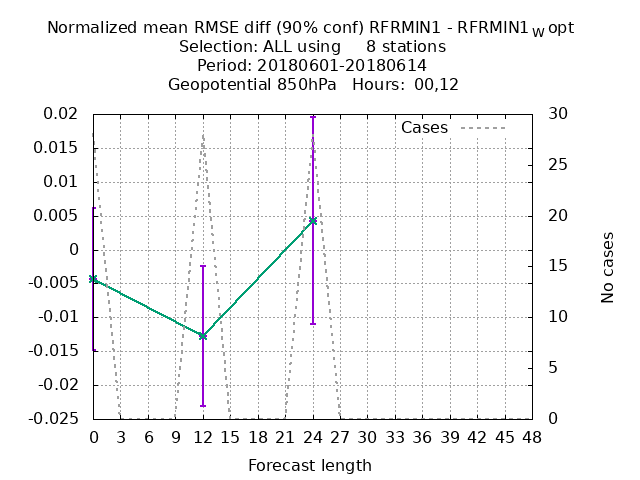 Normalized mean RMSE diff (90% conf) RFRMIN1 - RFRMIN1_W opt
Selection: ALL using     8 stations
Period: 20180601-20180614
Geopotential 850hPa   Hours:  00,12
Cases
0.02
0.015
0.01
0.005
0
-0.005
-0.01
-0.015
-0.02
-0.025
30
25
20
15
10
5
0
No cases
0 3 6 9 12 15 18 21 24 27 30 33 36 39 42 45 48
Forecast length